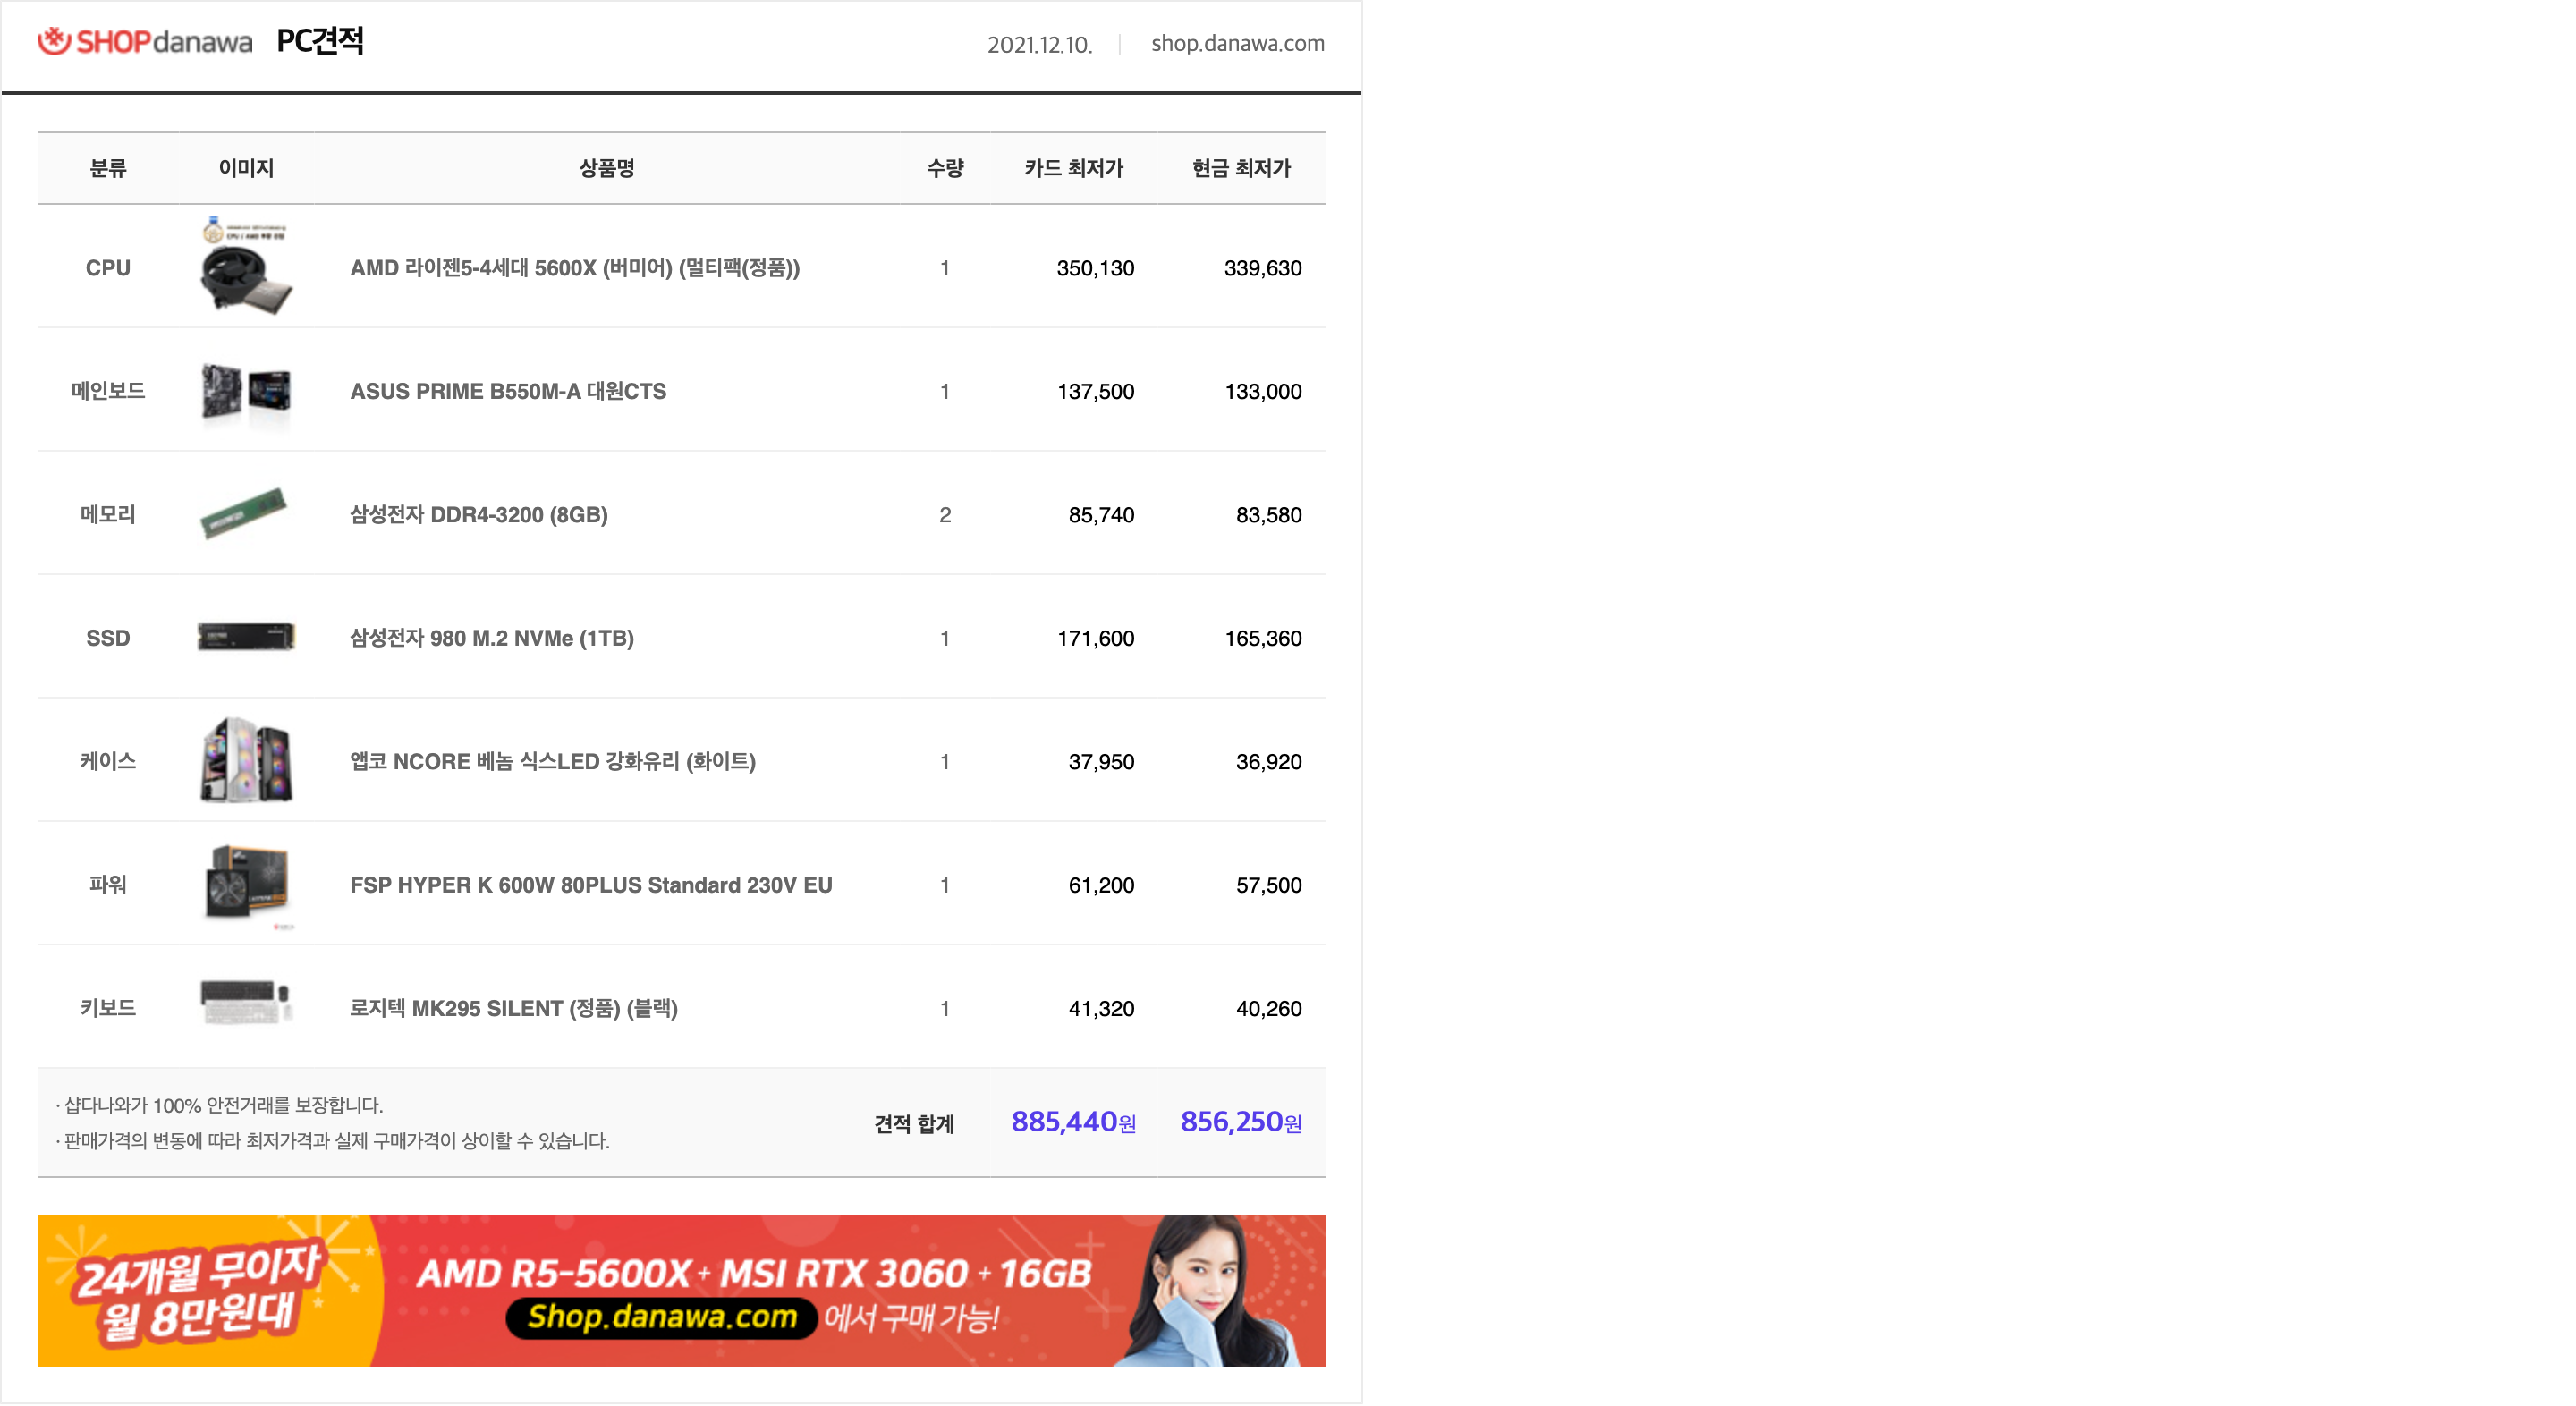 SHOPdanawa PC견적 2021.12.10. shop.danawa.com
분류 이미지 상품명 수량 카드 최저가 현금 최저가
CPU AMD 라이젠5-4세대 5600X (버미어) (멀티팩(정품)) 1 350,130 339,630
메인보드 ASUS PRIME B550M-A 대원CTS 1 137,500 133,000
메모리 삼성전자 DDR4-3200 (8GB) 2 85,740 83,580
SSD 삼성전자 980 M.2 NVMe (1TB) 1 171,600 165,360
케이스 앱코 NCORE 베놈 식스LED 강화유리 (화이트) 1 37,950 36,920
파워 FSP HYPER K 600W 80PLUS Standard 230V EU 1 61,200 57,500
키보드 로지텍 MK295 SILENT (정품) (블랙) 1 41,320 40,260
· 샵다나와가 100% 안전거래를 보장합니다.
· 판매가격의 변동에 따라 최저가격과 실제 구매가격이 상이할 수 있습니다.
견적 합계 885,440원 856,250원
24개월 무이자
월 8만원대
AMD R5-5600X + MSI RTX 3060 + 16GB
Shop.danawa.com 에서 구매 가능!